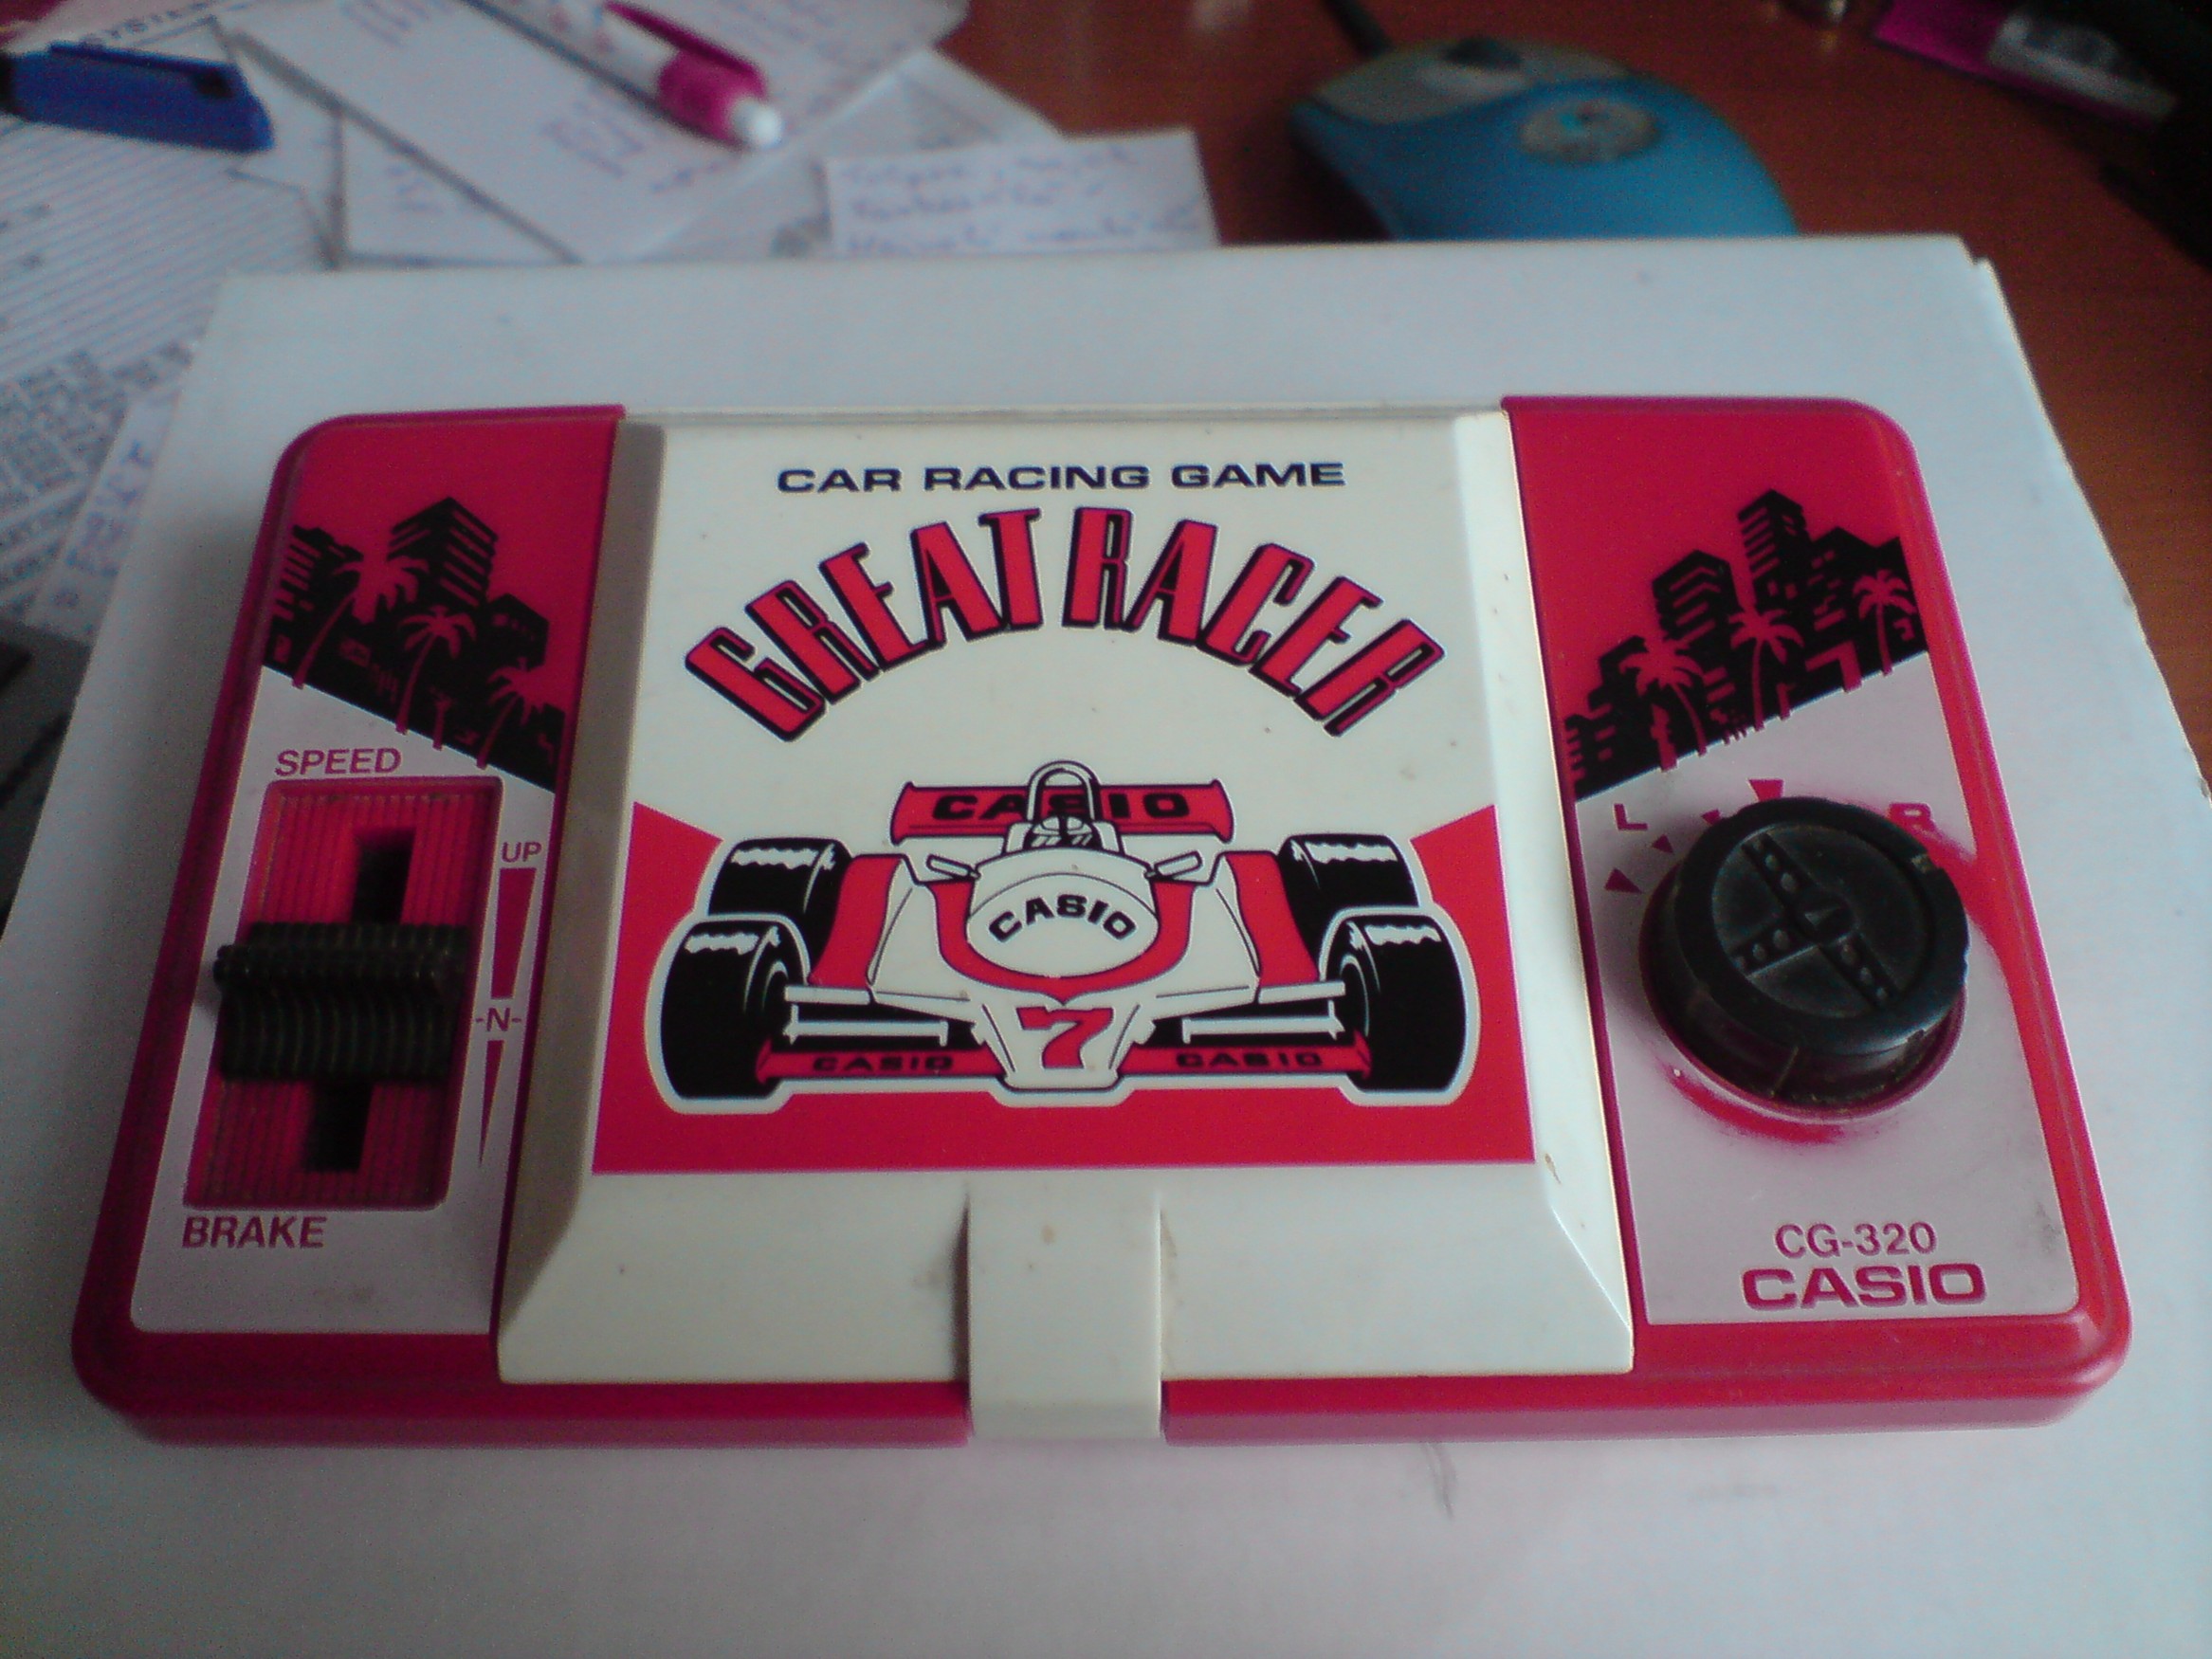 CAR RACING GAME
GREAT RACER
SPEED
UP
-N-
BRAKE
CASIO
CASIO
7
CASIO
CASIO
L
R
CG-320
CASIO